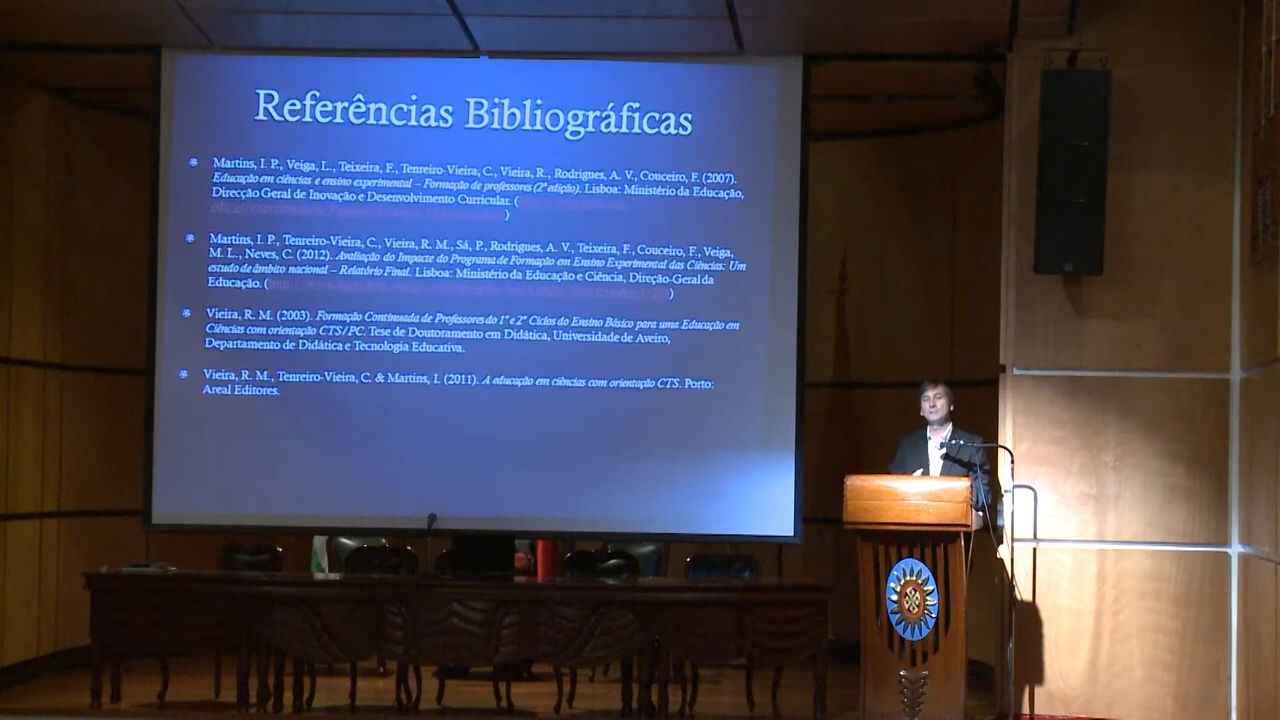 Referências Bibliográficas
Martins, I. P., Veiga, L., Teixeira, F., Tenreiro-Vieira, C., Vieira, R., Rodrigues, A. V., Couceiro, F. (2007).
Educação em ciências e ensino experimental – Formação de professores (2ª edição). Lisboa: Ministério da Educação,
Direcção Geral de Inovação e Desenvolvimento Curricular. (
)
Martins, I. P., Tenreiro-Vieira, C., Vieira, R. M., Sá, P., Rodrigues, A. V., Teixeira, F., Couceiro, F., Veiga,
M. L., Neves, C. (2012). Avaliação do Impacte do Programa de Formação em Ensino Experimental das Ciências: Um
estudo de âmbito nacional – Relatório Final. Lisboa: Ministério da Educação e Ciência, Direção-Geral da
Educação. ( )
Vieira, R. M. (2003). Formação Continuada de Professores do 1º e 2º Ciclos do Ensino Básico para uma Educação em
Ciências com orientação CTS/PC. Tese de Doutoramento em Didática, Universidade de Aveiro,
Departamento de Didática e Tecnologia Educativa.
Vieira, R. M., Tenreiro-Vieira, C. & Martins, I. (2011). A educação em ciências com orientação CTS. Porto:
Areal Editores.